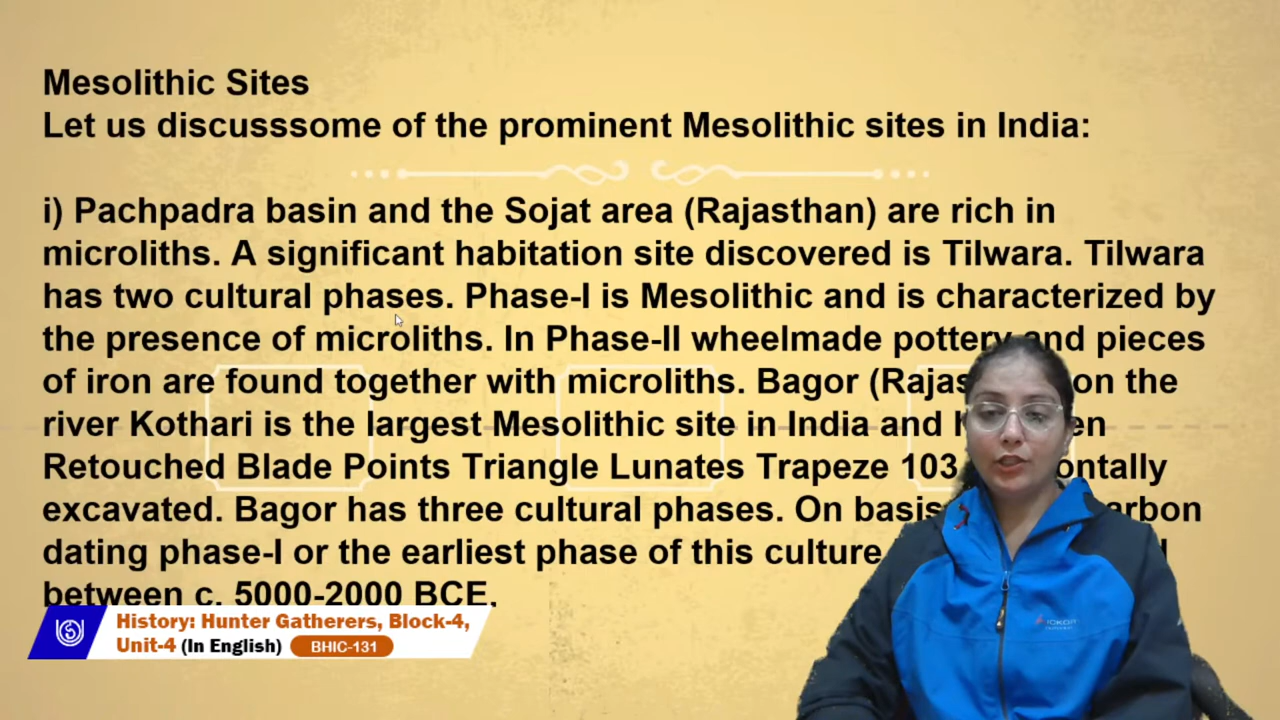 Mesolithic Sites
Let us discusssome of the prominent Mesolithic sites in India:
i) Pachpadra basin and the Sojat area (Rajasthan) are rich in
microliths. A significant habitation site discovered is Tilwara. Tilwara
has two cultural phases. Phase-I is Mesolithic and is characterized by
the presence of microliths. In Phase-II wheelmade pottery and pieces
of iron are found together with microliths. Bagor on the
river Kothari is the largest Mesolithic site in India and
Retouched Blade Points Triangle Lunates Trapeze 103
excavated. Bagor has three cultural phases. On
dating phase-I or the earliest phase of this culture
between c. 5000-2000 BCE,
History: Hunter Gatherers, Block-4,
Unit-4 (In English) BHIC-131